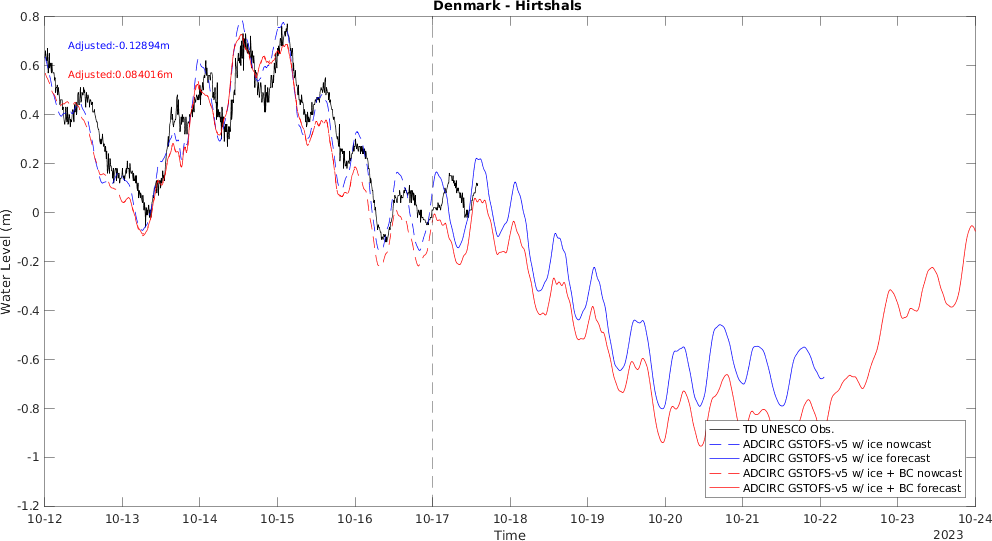 Denmark - Hirtshals
Adjusted:-0.12894m
Adjusted:0.084016m
Water Level (m)
0.8
0.6
0.4
0.2
0
-0.2
-0.4
-0.6
-0.8
-1
-1.2
TD UNESCO Obs.
ADCIRC GSTOFS-v5 w/ ice nowcast
ADCIRC GSTOFS-v5 w/ ice forecast
ADCIRC GSTOFS-v5 w/ ice + BC nowcast
ADCIRC GSTOFS-v5 w/ ice + BC forecast
10-12 10-13 10-14 10-15 10-16 10-17 10-18 10-19 10-20 10-21 10-22 10-23 10-24
Time
2023